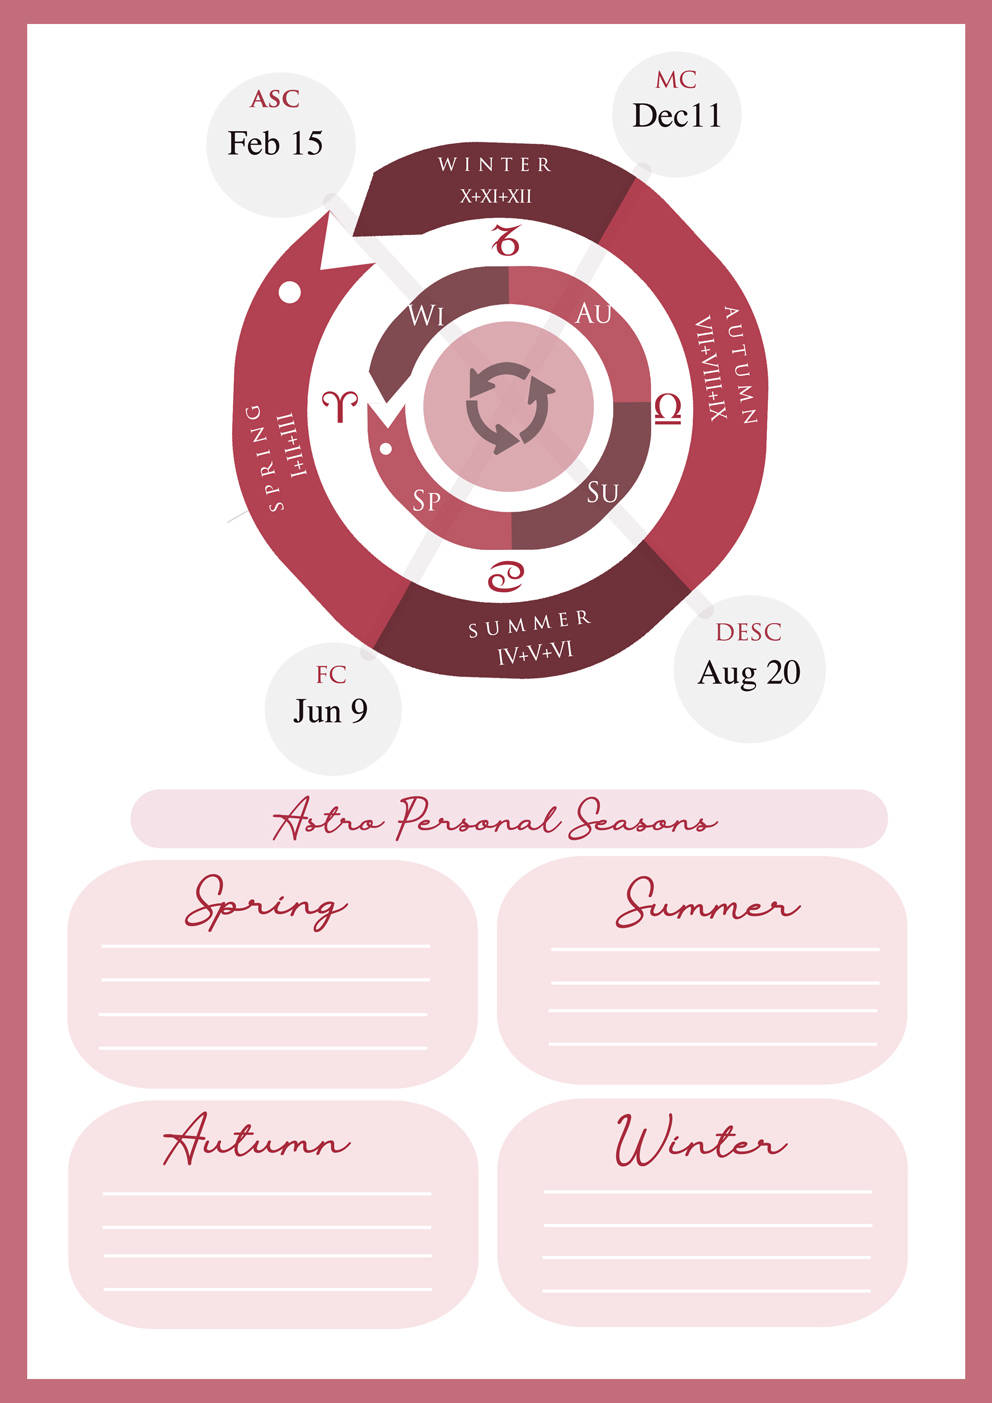 ASC
Feb 15
MC
Dec11
WINTER
X+XI+XII
♑
WI
AU
AUTUMN
VII+VIII+IX
♈
♎
SPRING
I+II+III
SP
SU
♋
SUMMER
IV+V+VI
DESC
Aug 20
FC
Jun 9
Astro Personal Seasons
Spring
Summer
Autumn
Winter